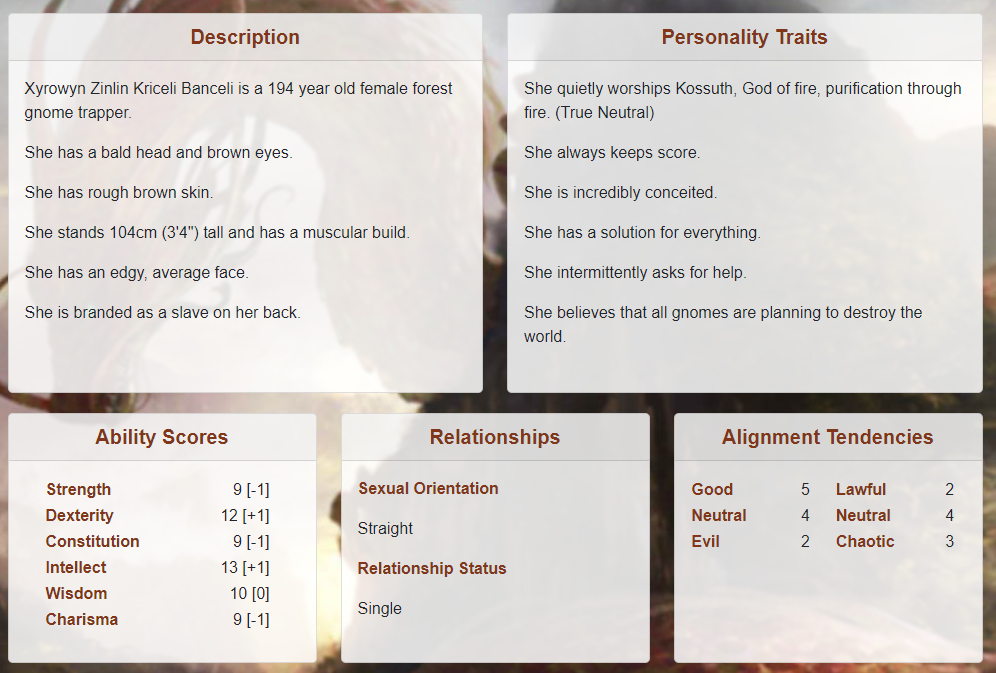 Description
Xyrowyn Zinlin Kriceli Banceli is a 194 year old female forest
gnome trapper.
She has a bald head and brown eyes.
She has rough brown skin.
She stands 104cm (3'4") tall and has a muscular build.
She has an edgy, average face.
She is branded as a slave on her back.
Personality Traits
She quietly worships Kossuth, God of fire, purification through
fire. (True Neutral)
She always keeps score.
She is incredibly conceited.
She has a solution for everything.
She intermittently asks for help.
She believes that all gnomes are planning to destroy the
world.
Ability Scores
Strength 9 [-1]
Dexterity 12 [+1]
Constitution 9 [-1]
Intellect 13 [+1]
Wisdom 10 [0]
Charisma 9 [-1]
Relationships
Sexual Orientation
Straight
Relationship Status
Single
Alignment Tendencies
Good 5 Lawful 2
Neutral 4 Neutral 4
Evil 2 Chaotic 3